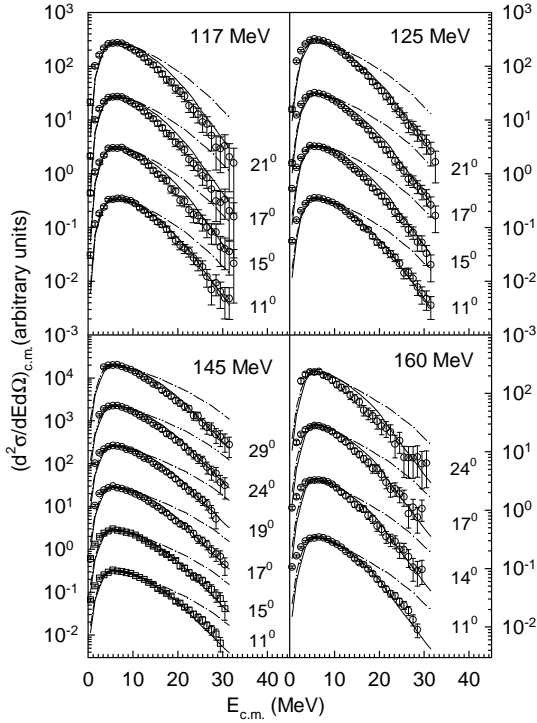 10³ 117 MeV 125 MeV 10³
10² 10²
10¹ 10¹
21⁰ 21⁰
10⁰ 10⁰
17⁰ 17⁰
10⁻¹ 10⁻¹
15⁰ 15⁰
10⁻² 10⁻²
11⁰ 11⁰
10⁻³ 10⁻³
(d²σ/dEdΩ)c.m.(arbitrary units)
145 MeV 160 MeV
10⁴ 10²
10³
29⁰ 24⁰
10² 10¹
24⁰
10¹ 17⁰
19⁰ 10⁰
10⁰ 17⁰ 14⁰
10⁻¹ 15⁰ 10⁻¹
10⁻² 11⁰ 11⁰ 10⁻²
0 10 20 30 0 10 20 30 40
E c.m. (MeV)